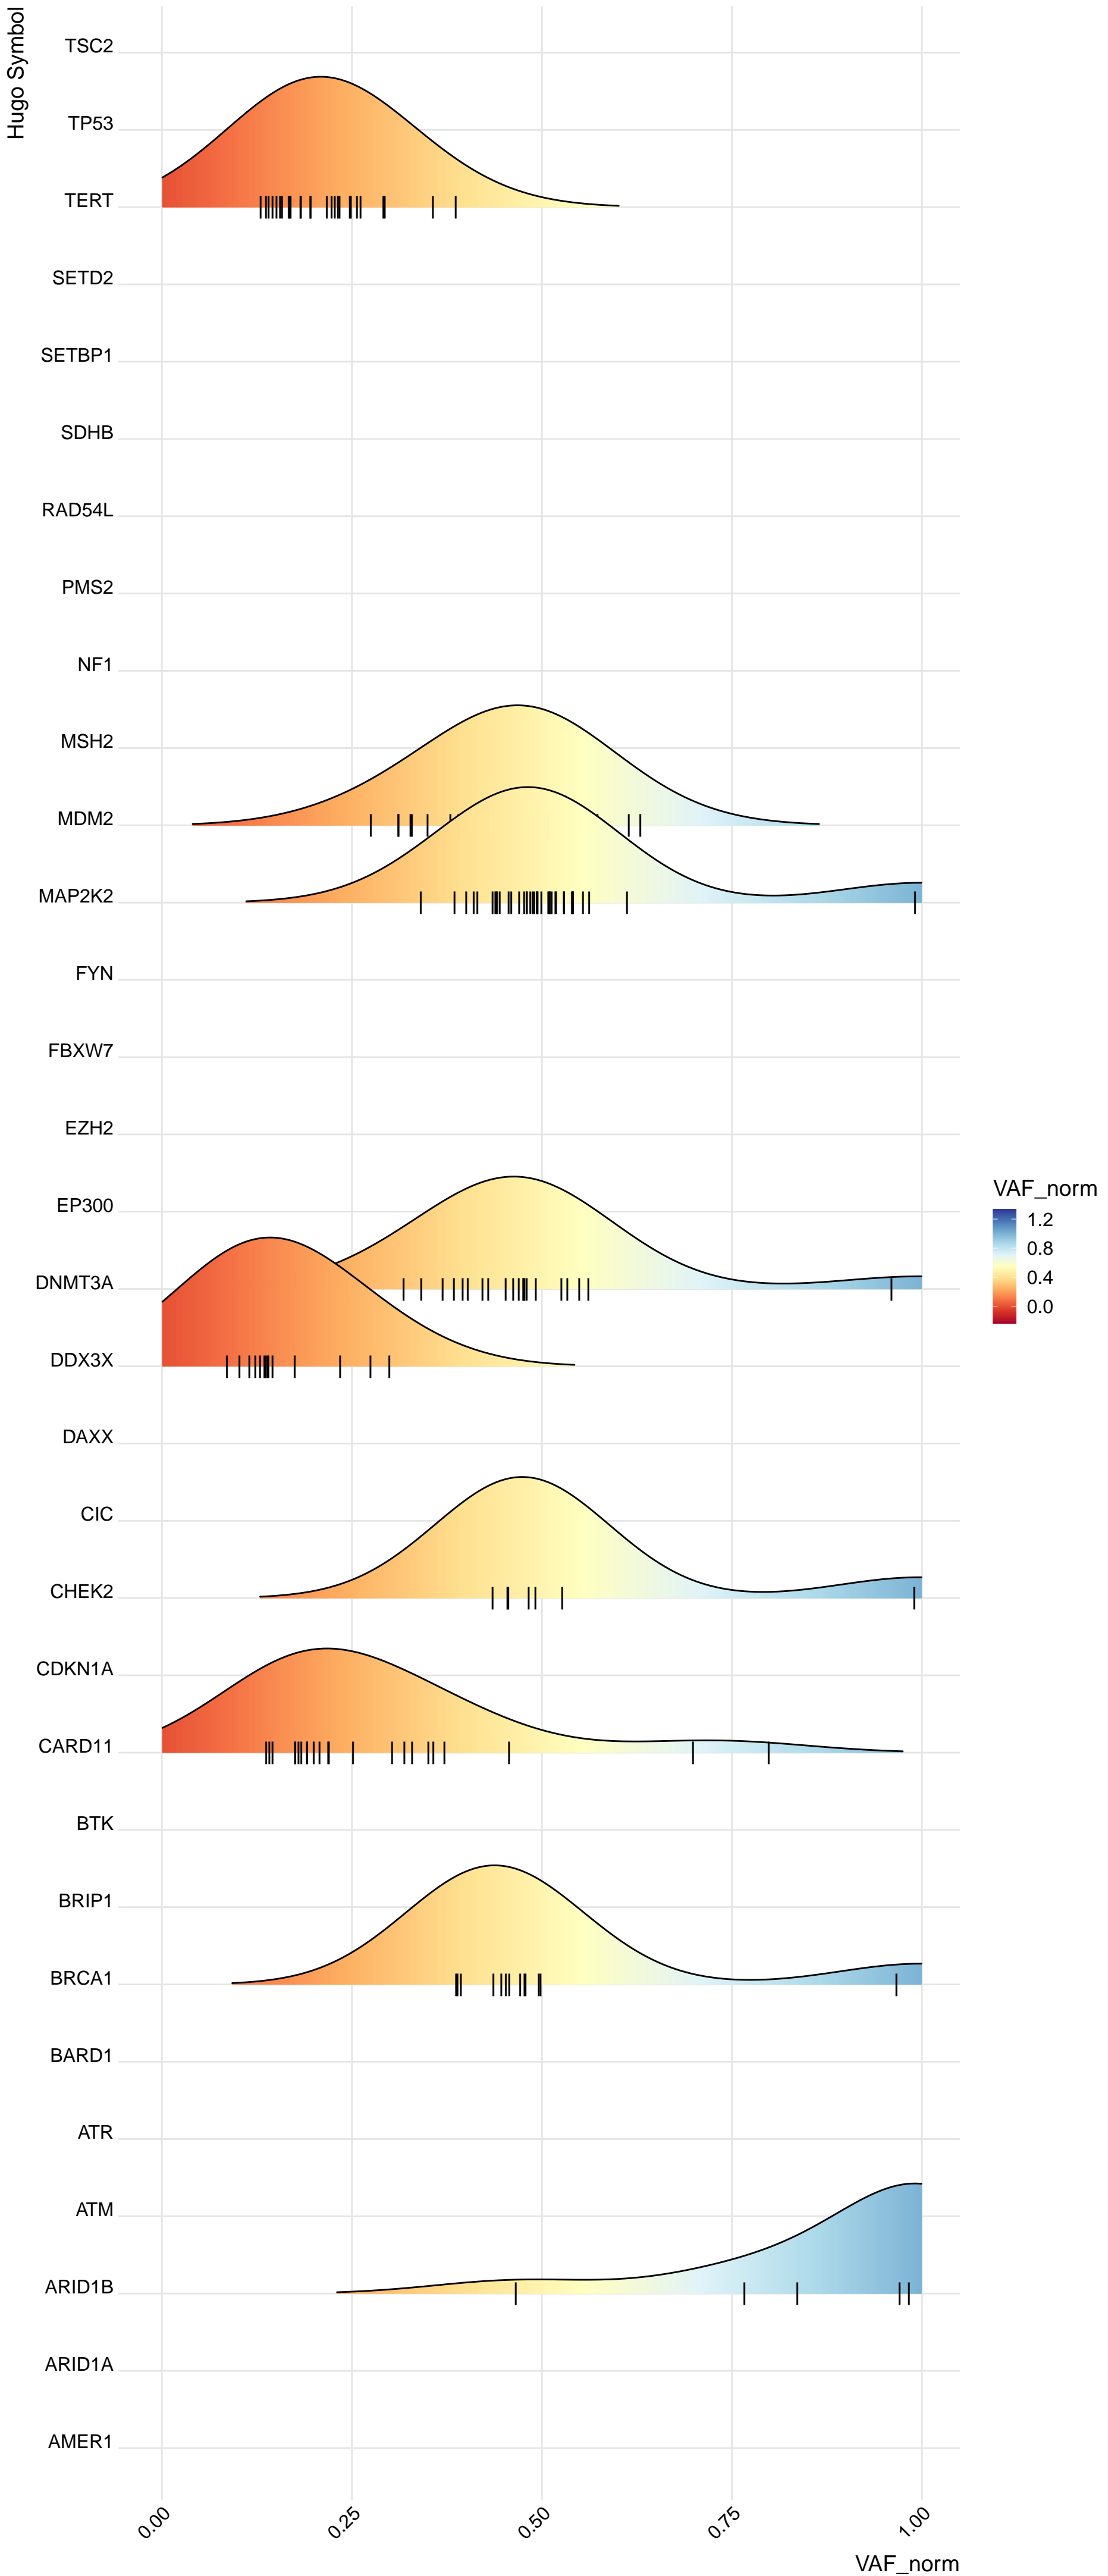 Hugo Symbol
TSC2
TP53
TERT
SETD2
SETBP1
SDHB
RAD54L
PMS2
NF1
MSH2
MDM2
MAP2K2
FYN
FBXW7
EZH2
EP300
DNMT3A
DDX3X
DAXX
CIC
CHEK2
CDKN1A
CARD11
BTK
BRIP1
BRCA1
BARD1
ATR
ATM
ARID1B
ARID1A
AMER1
0.00 0.25 0.50 0.75 1.00
VAF_norm
VAF_norm
1.2
0.8
0.4
0.0